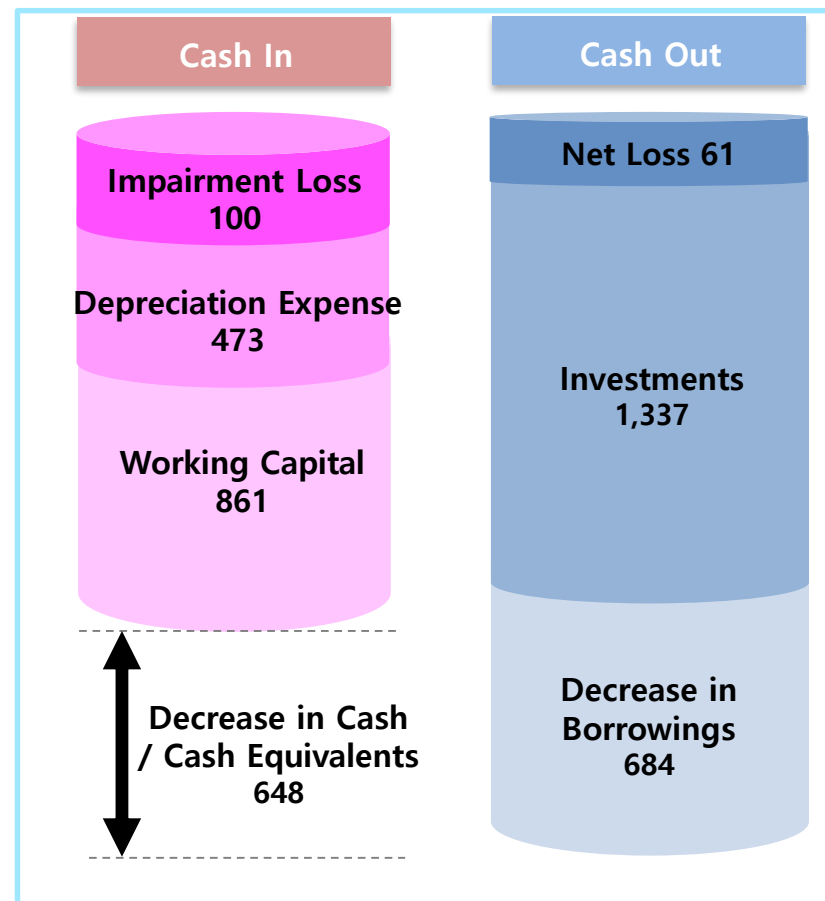 Cash In
Impairment Loss
100
Depreciation Expense
473
Working Capital
861
Decrease in Cash
/ Cash Equivalents
648
Cash Out
Net Loss 61
Investments
1,337
Decrease in
Borrowings
684